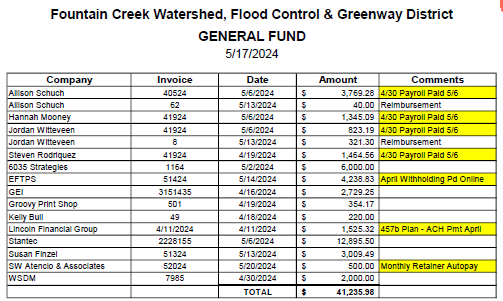 Fountain Creek Watershed, Flood Control & Greenway District
GENERAL FUND
5/17/2024
Company Invoice Date Amount Comments
Allison Schuch 40524 5/6/2024 $ 3,769.28 4/30 Payroll Paid 5/6
Allison Schuch 62 5/13/2024 $ 40.00 Reimbursement
Hannah Mooney 41924 5/6/2024 $ 1,345.09 4/30 Payroll Paid 5/6
Jordan Witteveen 41924 5/6/2024 $ 823.19 4/30 Payroll Paid 5/6
Jordan Witteveen 8 5/13/2024 $ 321.30 Reimbursement
Steven Rodriquez 41924 4/19/2024 $ 1,464.56 4/30 Payroll Paid 5/6
6035 Strategies 1164 5/2/2024 $ 6,000.00
EFTPS 51424 5/14/2024 $ 4,238.83 April Withholding Pd Online
GEI 3151435 4/16/2024 $ 2,729.25
Groovy Print Shop 501 4/19/2024 $ 354.17
Kelly Bull 49 4/18/2024 $ 220.00
Lincoln Financial Group 4/11/2024 4/11/2024 $ 1,525.32 457b Plan - ACH Pmt April
Stantec 2228155 5/6/2024 $ 12,895.50
Susan Finzel 51324 5/13/2024 $ 3,009.49
SW Atencio & Associates 52024 5/20/2024 $ 500.00 Monthly Retainer Autopay
WSDM 7985 4/30/2024 $ 2,000.00
TOTAL $ 41,235.98